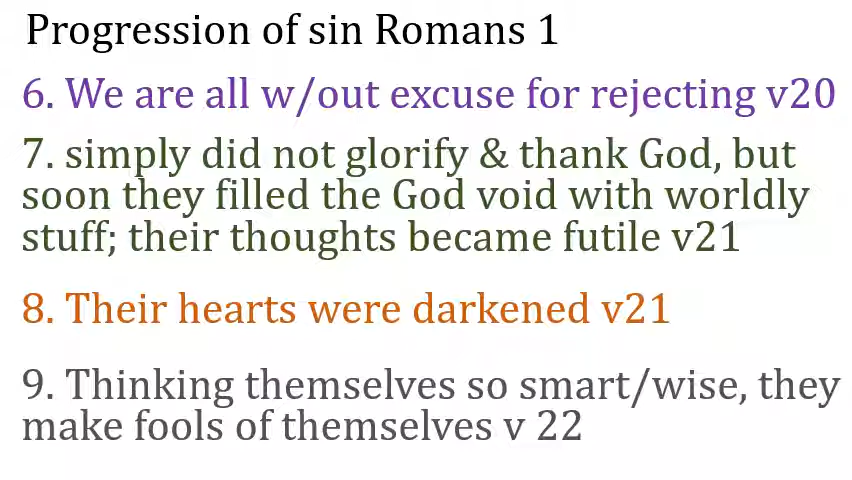 Progression of sin Romans 1
6. We are all w/out excuse for rejecting v20
7. simply did not glorify & thank God, but
soon they filled the God void with worldly
stuff; their thoughts became futile v21
8. Their hearts were darkened v21
9. Thinking themselves so smart/wise, they
make fools of themselves v 22